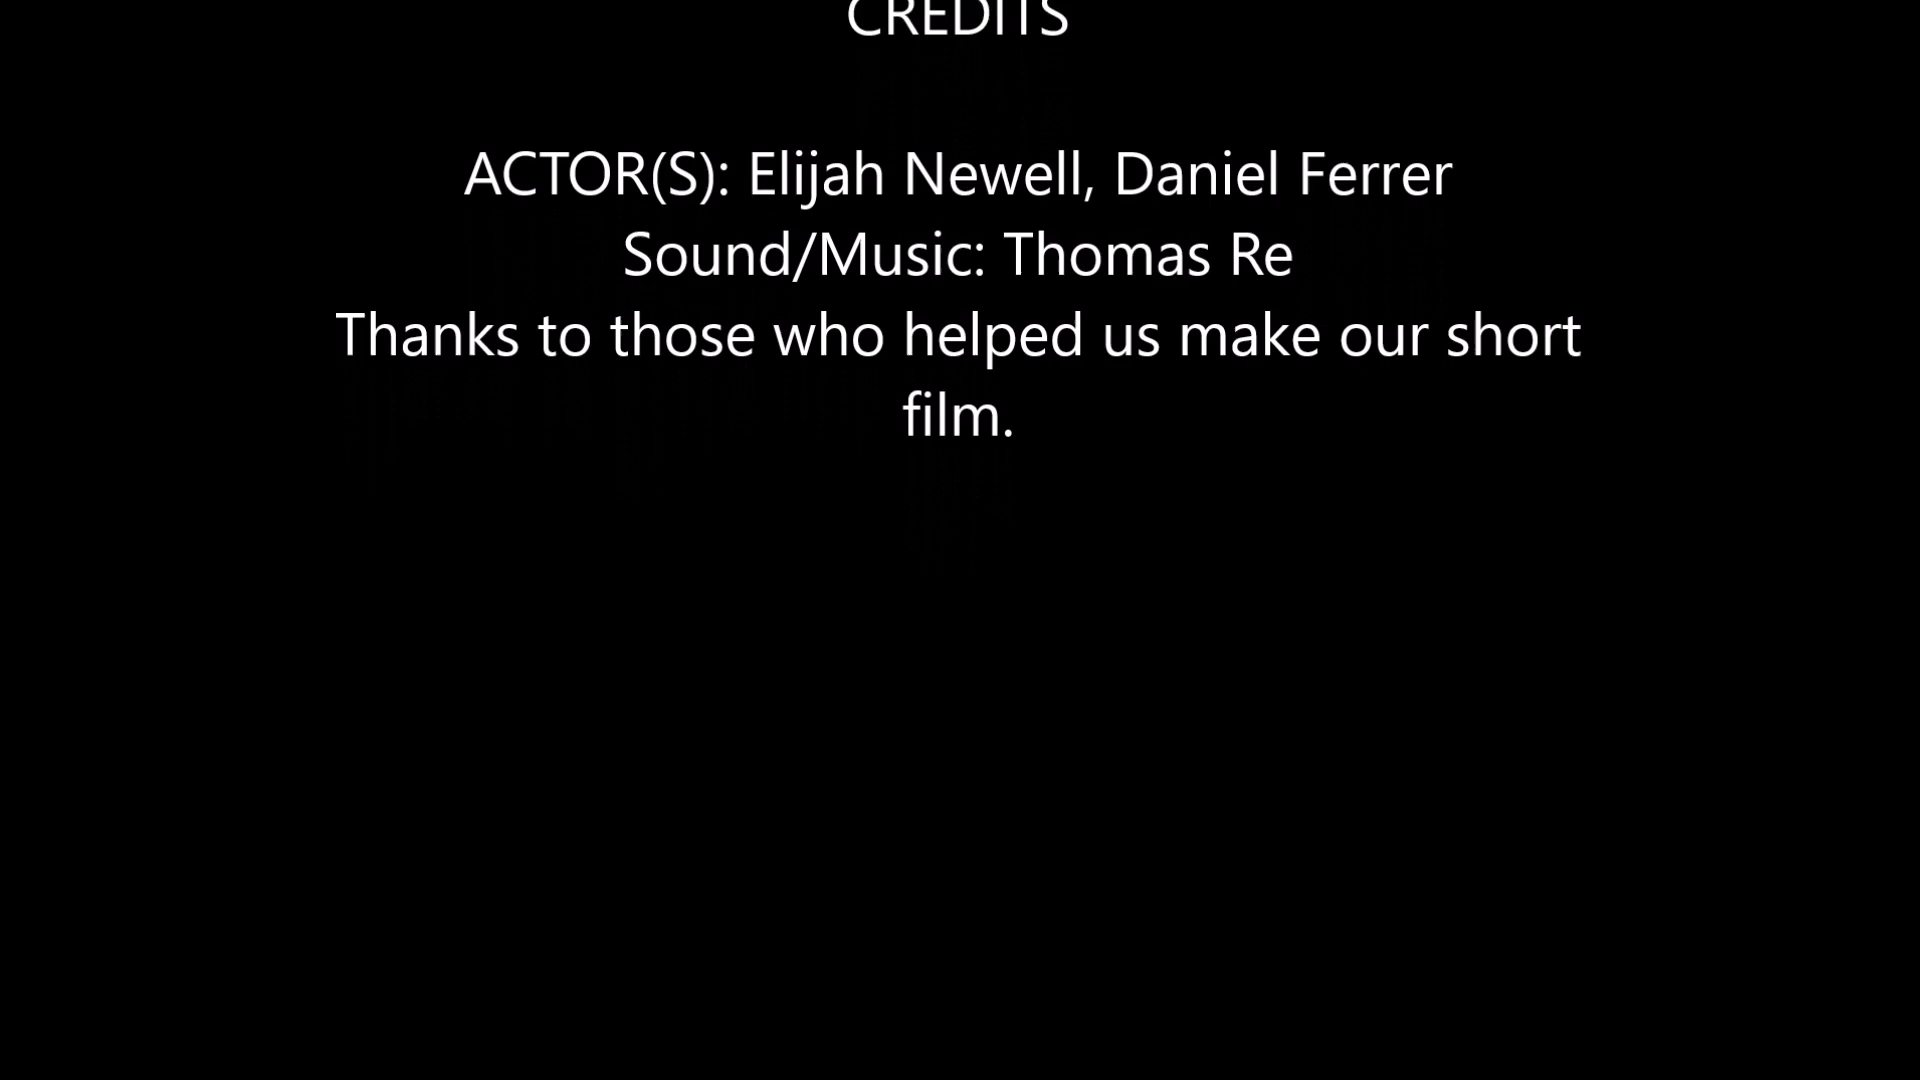 CREDITS
ACTOR(S): Elijah Newell, Daniel Ferrer
Sound/Music: Thomas Re
Thanks to those who helped us make our short
film.